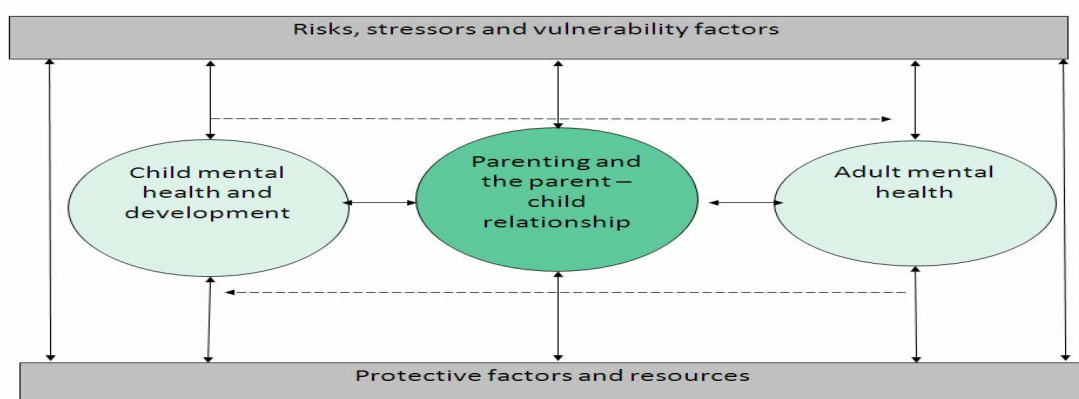 Risks, stressors and vulnerability factors
Child mental
health and
development
Parenting and
the parent –
child
relationship
Adult mental
health
Protective factors and resources